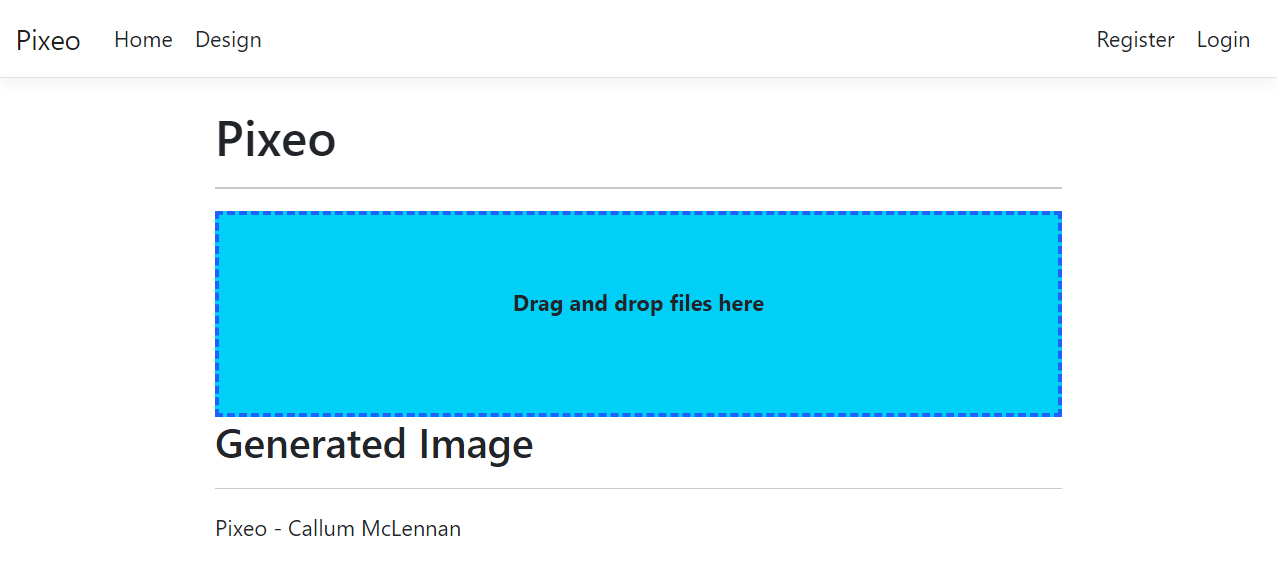 Pixeo Home Design Register Login
Pixeo
Drag and drop files here
Generated Image
Pixeo - Callum McLennan